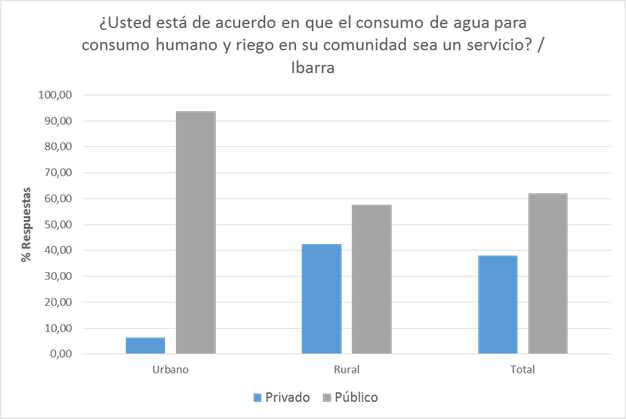 ¿Usted está de acuerdo en que el consumo de agua para
consumo humano y riego en su comunidad sea un servicio? /
Ibarra
% Respuestas
100,00
90,00
80,00
70,00
60,00
50,00
40,00
30,00
20,00
10,00
0,00
Urbano Rural Total
Privado Público